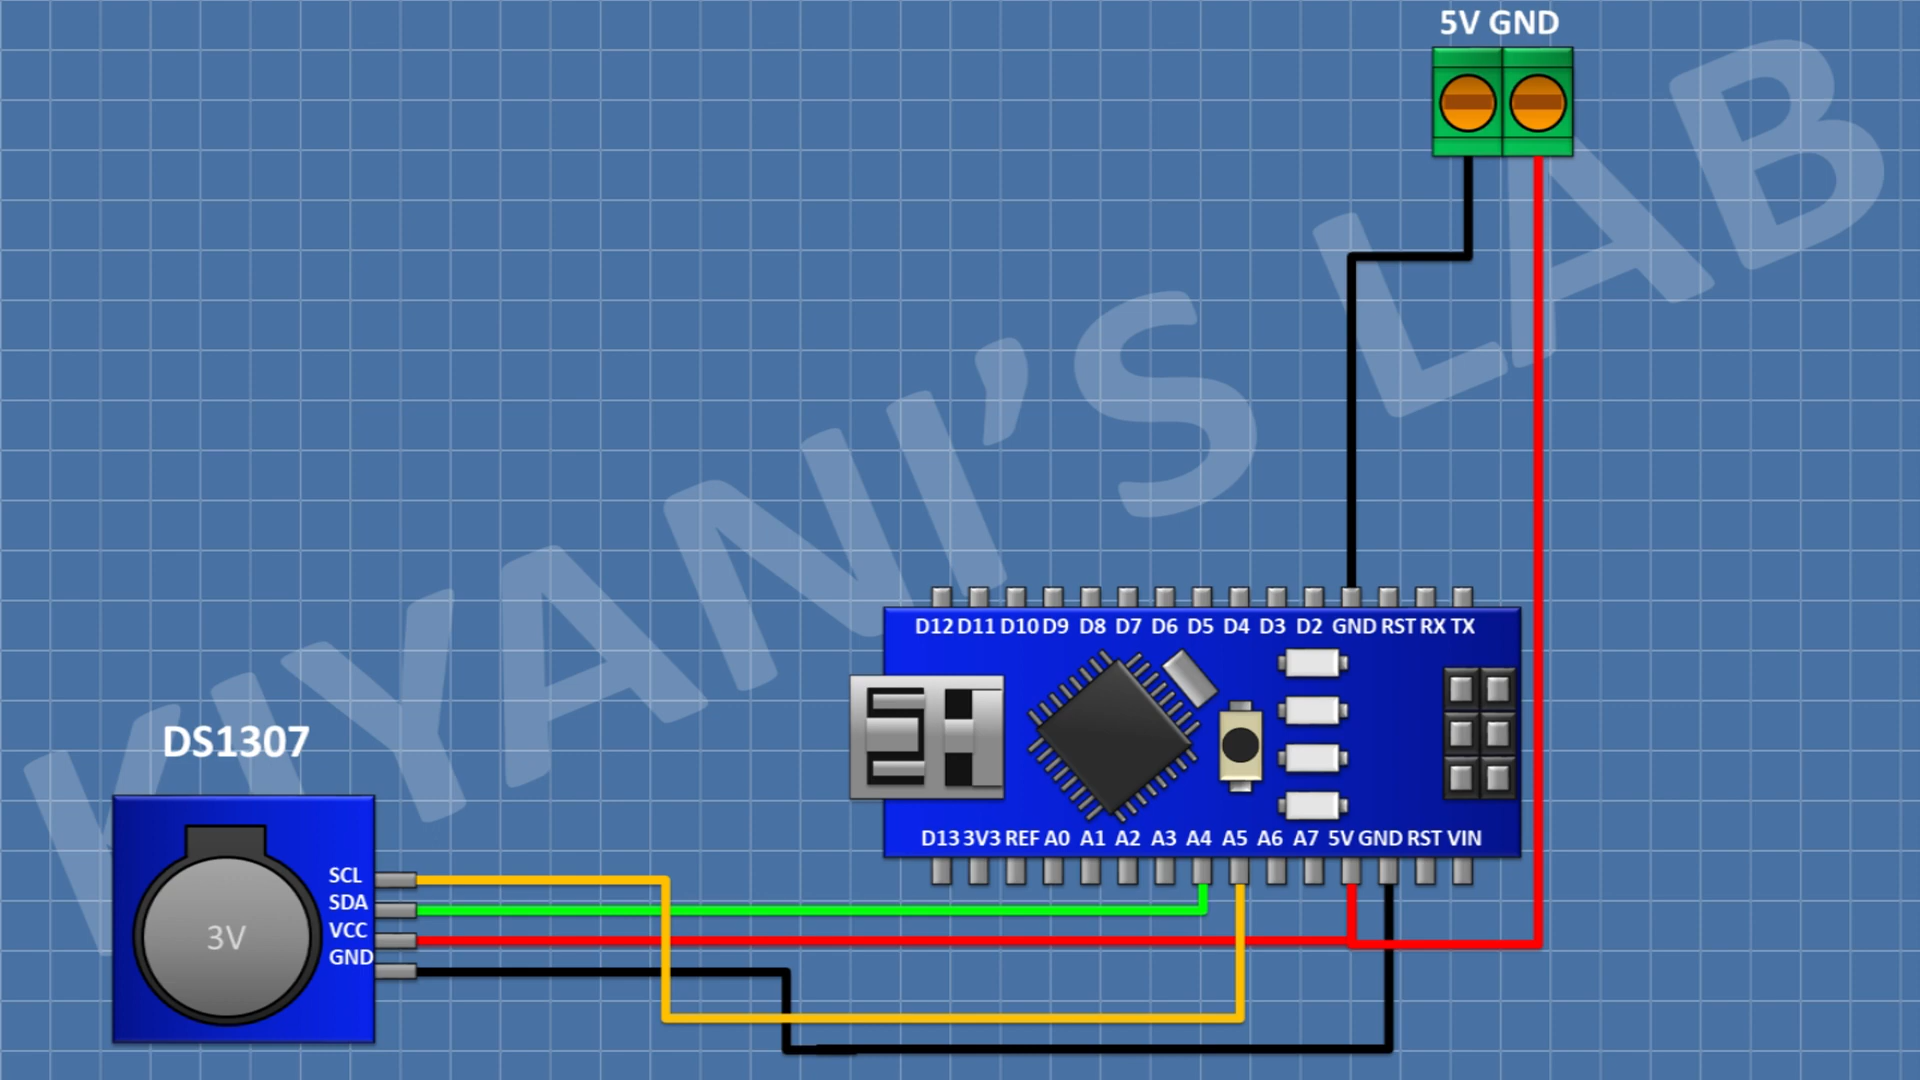 5V GND
KIYANI'S LAB
D12 D11 D10 D9 D8 D7 D6 D5 D4 D3 D2 GND RST RX TX
D13 3V3 REF A0 A1 A2 A3 A4 A5 A6 A7 5V GND RST VIN
DS1307
SCL
SDA
VCC
GND
3V